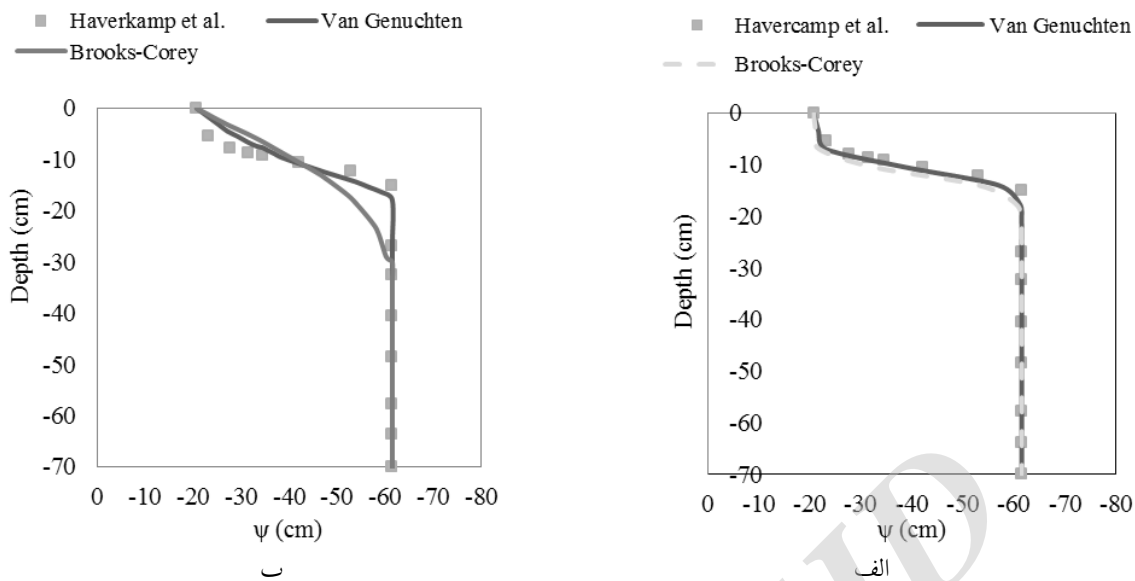 Haverkamp et al.
Van Genuchten
Brooks-Corey
0
-10
-20
-30
-40
-50
-60
-70
Depth (cm)
0 -10 -20 -30 -40 -50 -60 -70 -80
ψ (cm)
ب
Havercamp et al.
Van Genuchten
Brooks-Corey
0
-10
-20
-30
-40
-50
-60
-70
Depth (cm)
0 -10 -20 -30 -40 -50 -60 -70 -80
ψ (cm)
الف